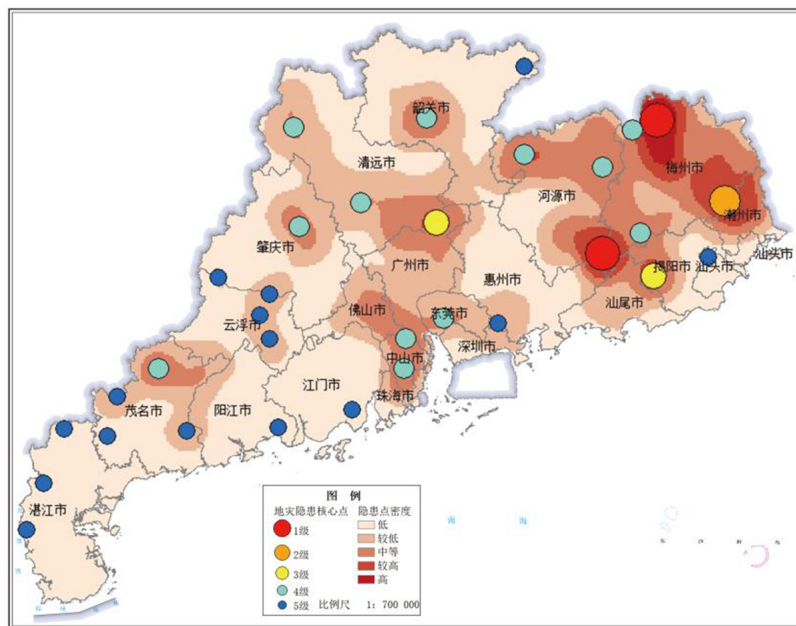 韶关市
清远市
梅州市
河源市
潮州市
肇庆市
广州市
惠州市
揭阳市
汕头市
汕头市
云浮市
佛山市
东莞市
汕尾市
深圳市
中山市
江门市
珠海市
茂名市
阳江市
湛江市
南 海
图 例
地灾隐患核心点 隐患点密度
1级 低
2级 较低
3级 中等
4级 较高
5级 高
比例尺 1: 700 000